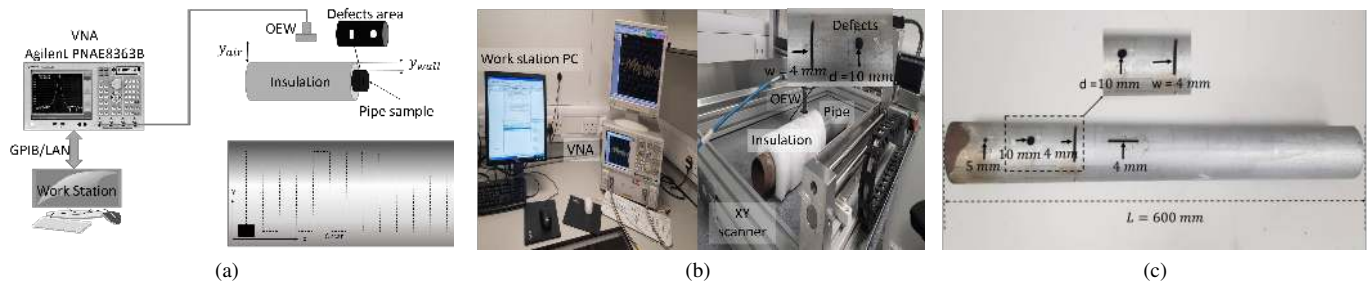 VNA
AgilenL PNAE8363B
GPIB/LAN
Work Station
OEW
Defects area
y_air
Insulation
y_wall
Pipe sample
(a)
Work station PC
VNA
Defects
w = 4 mm
d=10 mm
OEW
Pipe
Insulation
XY
scanner
(b)
d =10 mm
w = 4 mm
5 mm
10 mm
4 mm
4 mm
L = 600 mm
(c)